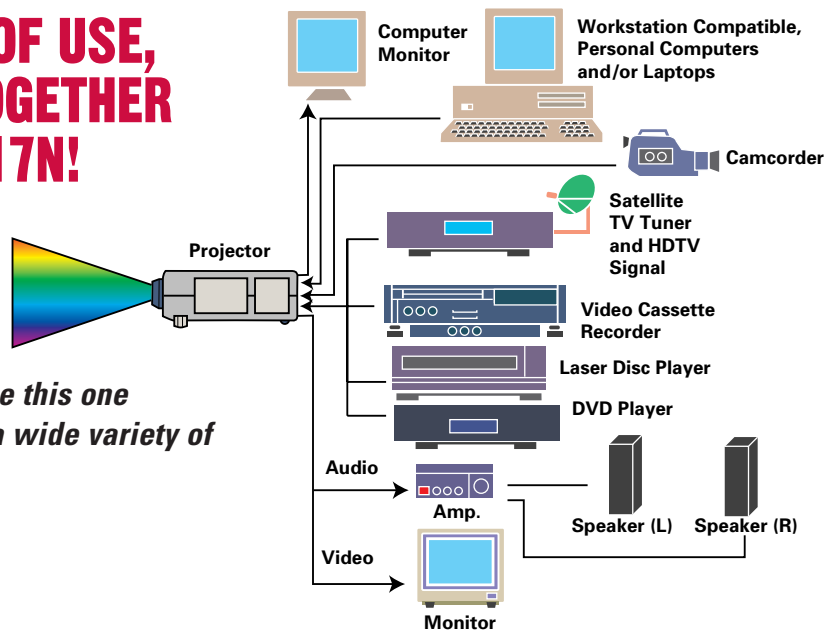 OF USE,
OGETHER
17N!
Computer
Monitor
Workstation Compatible,
Personal Computers
and/or Laptops
Camcorder
Satellite
TV Tuner
and HDTV
Signal
Projector
Video Cassette
Recorder
Laser Disc Player
e this one
a wide variety of
DVD Player
Audio
Amp.
Speaker (L)
Speaker (R)
Video
Monitor